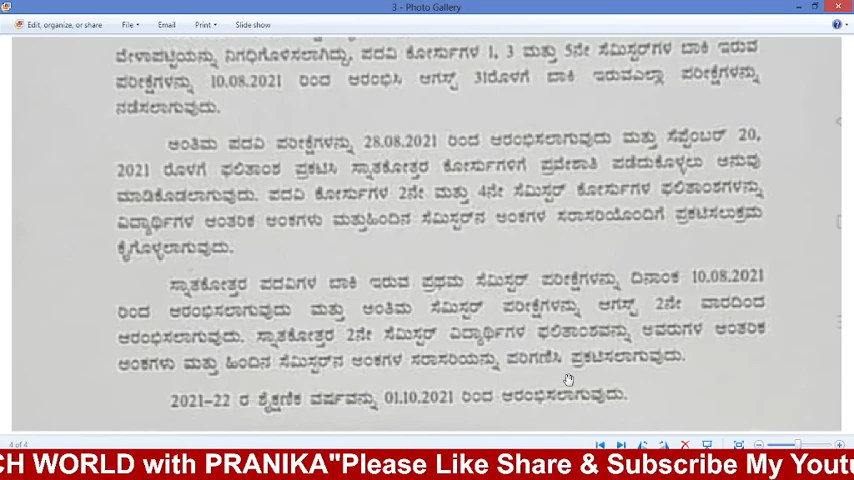 3 - Photo Gallery
Edit, organize, or share File Email Print Slide show
ವೇಳಾಪಟ್ಟಿಯನ್ನು ನಿಗಧಿಗೊಳಿಸಲಾಗಿದ್ದು, ಪದವಿ ಕೋರ್ಸುಗಳ 1, 3 ಮತ್ತು 5ನೇ ಸೆಮಿಸ್ಟರ್‌ಗಳ ಬಾಕಿ ಇರುವ
ಪರೀಕ್ಷೆಗಳನ್ನು 10.08.2021 ರಿಂದ ಆರಂಭಿಸಿ ಆಗಸ್ಟ್ 31ರೊಳಗೆ ಬಾಕಿ ಇರುವಎಲ್ಲಾ ಪರೀಕ್ಷೆಗಳನ್ನು
ನಡೆಸಲಾಗುವುದು.
ಅಂತಿಮ ಪದವಿ ಪರೀಕ್ಷೆಗಳನ್ನು 28.08.2021 ರಿಂದ ಆರಂಭಿಸಲಾಗುವುದು ಮತ್ತು ಸೆಪ್ಟೆಂಬರ್ 20,
2021 ರೊಳಗೆ ಫಲಿತಾಂಶ ಪ್ರಕಟಿಸಿ ಸ್ನಾತಕೋತ್ತರ ಕೋರ್ಸುಗಳಿಗೆ ಪ್ರವೇಶಾತಿ ಪಡೆದುಕೊಳ್ಳಲು ಅನುವು
ಮಾಡಿಕೊಡಲಾಗುವುದು. ಪದವಿ ಕೋರ್ಸುಗಳ 2ನೇ ಮತ್ತು 4ನೇ ಸೆಮಿಸ್ಟರ್ ಕೋರ್ಸುಗಳ ಫಲಿತಾಂಶಗಳನ್ನು
ವಿದ್ಯಾರ್ಥಿಗಳ ಆಂತರಿಕ ಅಂಕಗಳು ಮತ್ತುಹಿಂದಿನ ಸೆಮಿಸ್ಟರ್‌ನ ಅಂಕಗಳ ಸರಾಸರಿಯೊಂದಿಗೆ ಪ್ರಕಟಿಸಲುಕ್ರಮ
ಕೈಗೊಳ್ಳಲಾಗುವುದು.
ಸ್ನಾತಕೋತ್ತರ ಪದವಿಗಳ ಬಾಕಿ ಇರುವ ಪ್ರಥಮ ಸೆಮಿಸ್ಟರ್ ಪರೀಕ್ಷೆಗಳನ್ನು ದಿನಾಂಕ 10.08.2021
ರಿಂದ ಆರಂಭಿಸಲಾಗುವುದು ಮತ್ತು ಅಂತಿಮ ಸೆಮಿಸ್ಟರ್ ಪರೀಕ್ಷೆಗಳನ್ನು ಆಗಸ್ಟ್ 2ನೇ ವಾರದಿಂದ
ಆರಂಭಿಸಲಾಗುವುದು. ಸ್ನಾತಕೋತ್ತರ 2ನೇ ಸೆಮಿಸ್ಟರ್ ವಿದ್ಯಾರ್ಥಿಗಳ ಫಲಿತಾಂಶವನ್ನು ಅವರುಗಳ ಆಂತರಿಕ
ಅಂಕಗಳು ಮತ್ತು ಹಿಂದಿನ ಸೆಮಿಸ್ಟರ್‌ನ ಅಂಕಗಳ ಸರಾಸರಿಯನ್ನು ಪರಿಗಣಿಸಿ ಪ್ರಕಟಿಸಲಾಗುವುದು.
2021-22 ರ ಶೈಕ್ಷಣಿಕ ವರ್ಷವನ್ನು 01.10.2021 ರಿಂದ ಆರಂಭಿಸಲಾಗುವುದು.
4 of 4
CH WORLD with PRANIKA"Please Like Share & Subscribe My Youtu